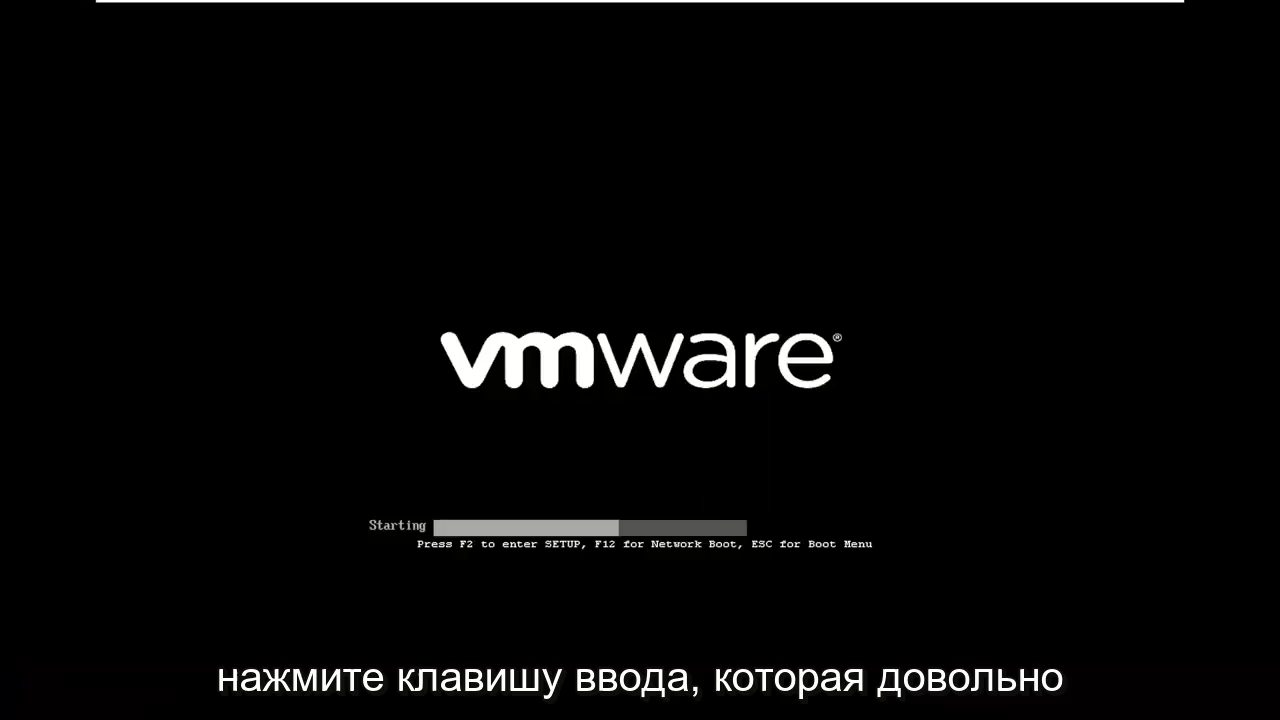 vmware®
Starting
Press F2 to enter SETUP, F12 for Network Boot, ESC for Boot Menu
нажмите клавишу ввода, которая довольно